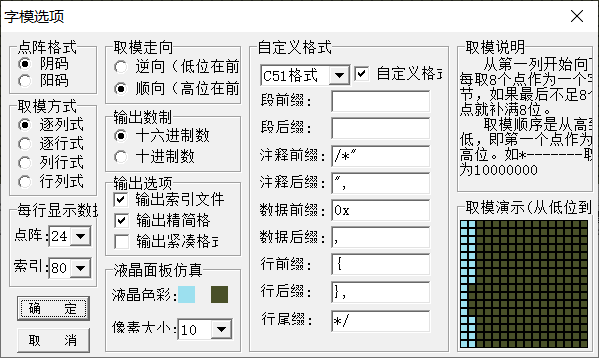 字模选项
点阵格式
阴码
阳码
取模方式
逐列式
逐行式
列行式
行列式
每行显示数据
点阵: 24
索引: 80
确 定
取 消
取模走向
逆向（低位在前
顺向（高位在前
输出数制
十六进制数
十进制数
输出选项
输出索引文件
输出精简格
输出紧凑格式
液晶面板仿真
液晶色彩:
像素大小: 10
自定义格式
C51格式 自定义格式
段前缀:
段后缀:
注释前缀: /*"
注释后缀: ",
数据前缀: 0x
数据后缀: ,
行前缀: {
行后缀: },
行尾缀: */
取模说明
从第一列开始向下
每取8个点作为一个字
节，如果最后不足8个
点就补满8位。
取模顺序是从高到
低，即第一个点作为
高位。如*-------取
为10000000
取模演示(从低位到